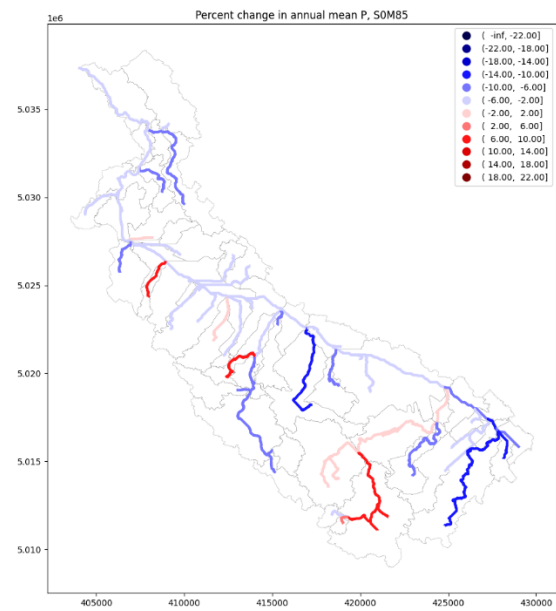 Percent change in annual mean P, S0M85
1e6
( -inf, -22.00]
(-22.00, -18.00]
(-18.00, -14.00]
(-14.00, -10.00]
(-10.00, -6.00]
( -6.00, -2.00]
( -2.00, 2.00]
( 2.00, 6.00]
( 6.00, 10.00]
( 10.00, 14.00]
( 14.00, 18.00]
( 18.00, 22.00]
5.035
5.030
5.025
5.020
5.015
5.010
405000 410000 415000 420000 425000 430000